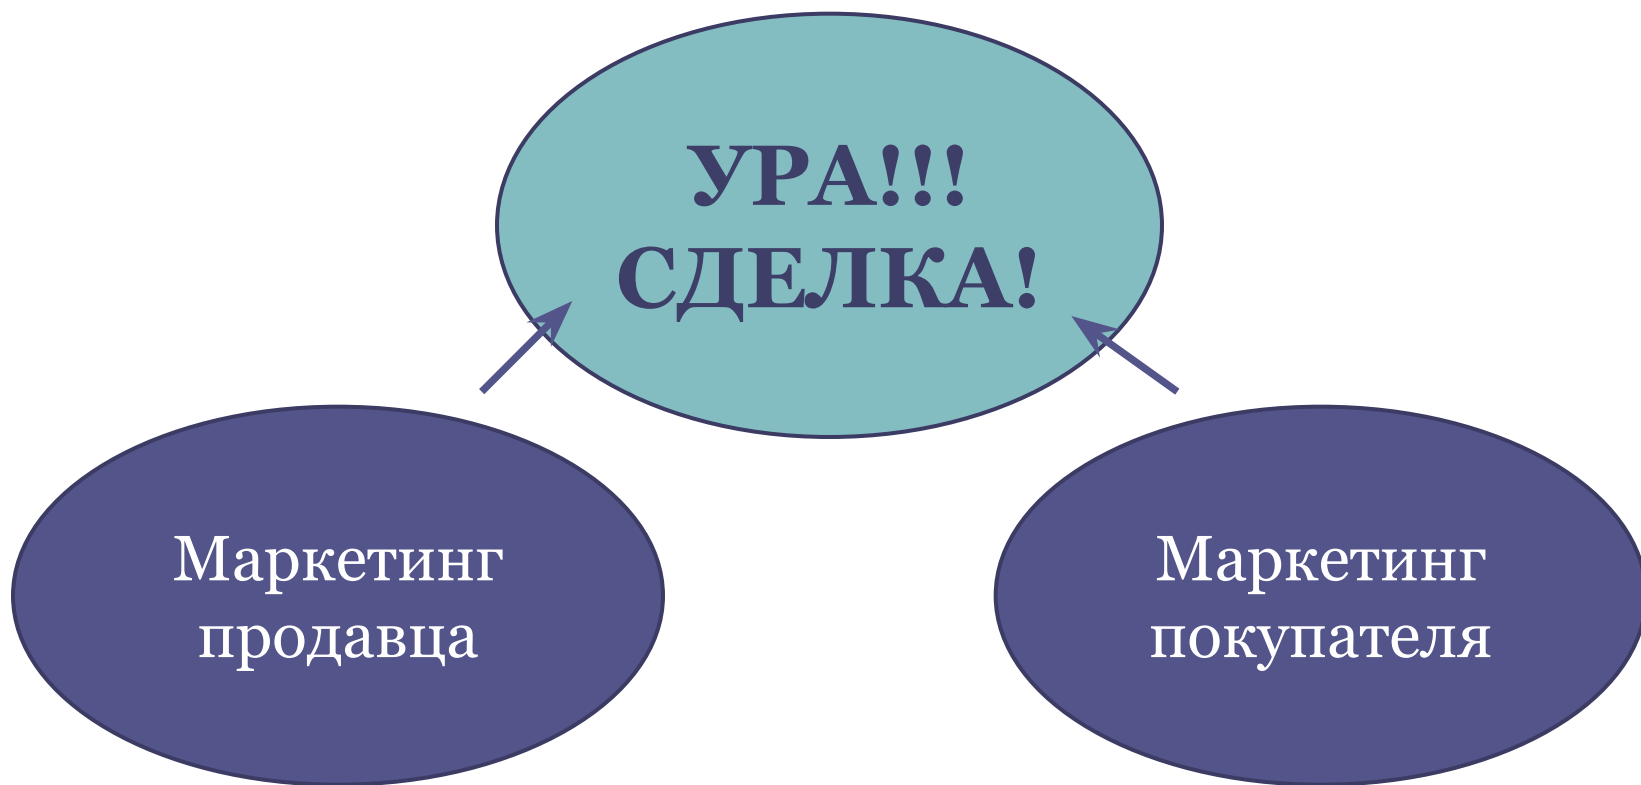 УРА!!!
СДЕЛКА!
Маркетинг
продавца
Маркетинг
покупателя